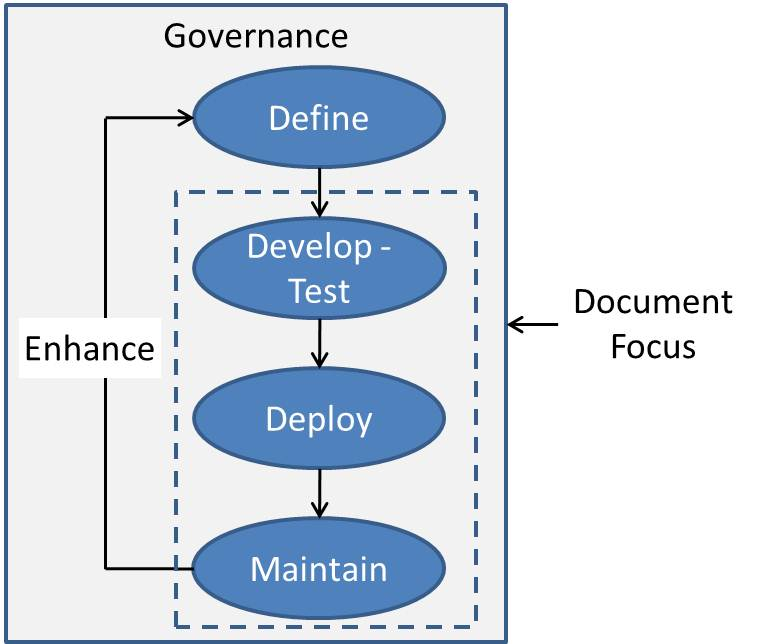 Governance
Define
Develop -
Test
Document
Focus
Enhance
Deploy
Maintain